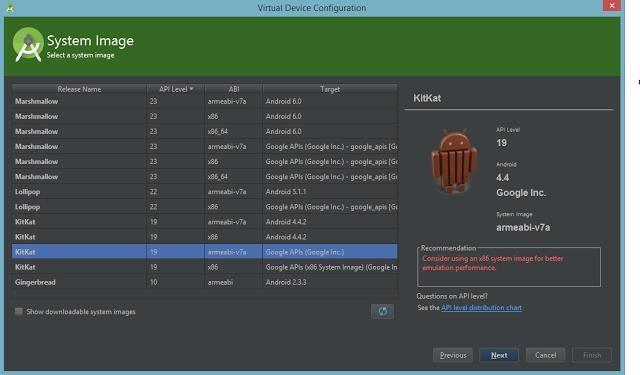 Virtual Device Configuration
System Image
Select a system image
Release Name API Level ABI Target
Marshmallow 23 armeabi-v7a Android 6.0
Marshmallow 23 x86 Android 6.0
Marshmallow 23 x86_64 Android 6.0
Marshmallow 23 armeabi-v7a Google APIs (Google Inc.) - google_apis [G
Marshmallow 23 x86 Google APIs (Google Inc.) - google_apis [G
Marshmallow 23 x86_64 Google APIs (Google Inc.) - google_apis [G
Lollipop 22 armeabi-v7a Android 5.1.1
Lollipop 22 x86 Google APIs (Google Inc.) - google_apis [G
KitKat 19 armeabi-v7a Android 4.4.2
KitKat 19 x86 Android 4.4.2
KitKat 19 armeabi-v7a Google APIs (Google Inc.)
KitKat 19 x86 Google APIs (x86 System Image) (Google In
Gingerbread 10 armeabi Android 2.3.3
Show downloadable system images
KitKat
API Level
19
Android
4.4
Google Inc.
System Image
armeabi-v7a
Recommendation
Consider using an x86 system image for better
emulation performance.
Questions on API level?
See the API level distribution chart
Previous Next Cancel Finish